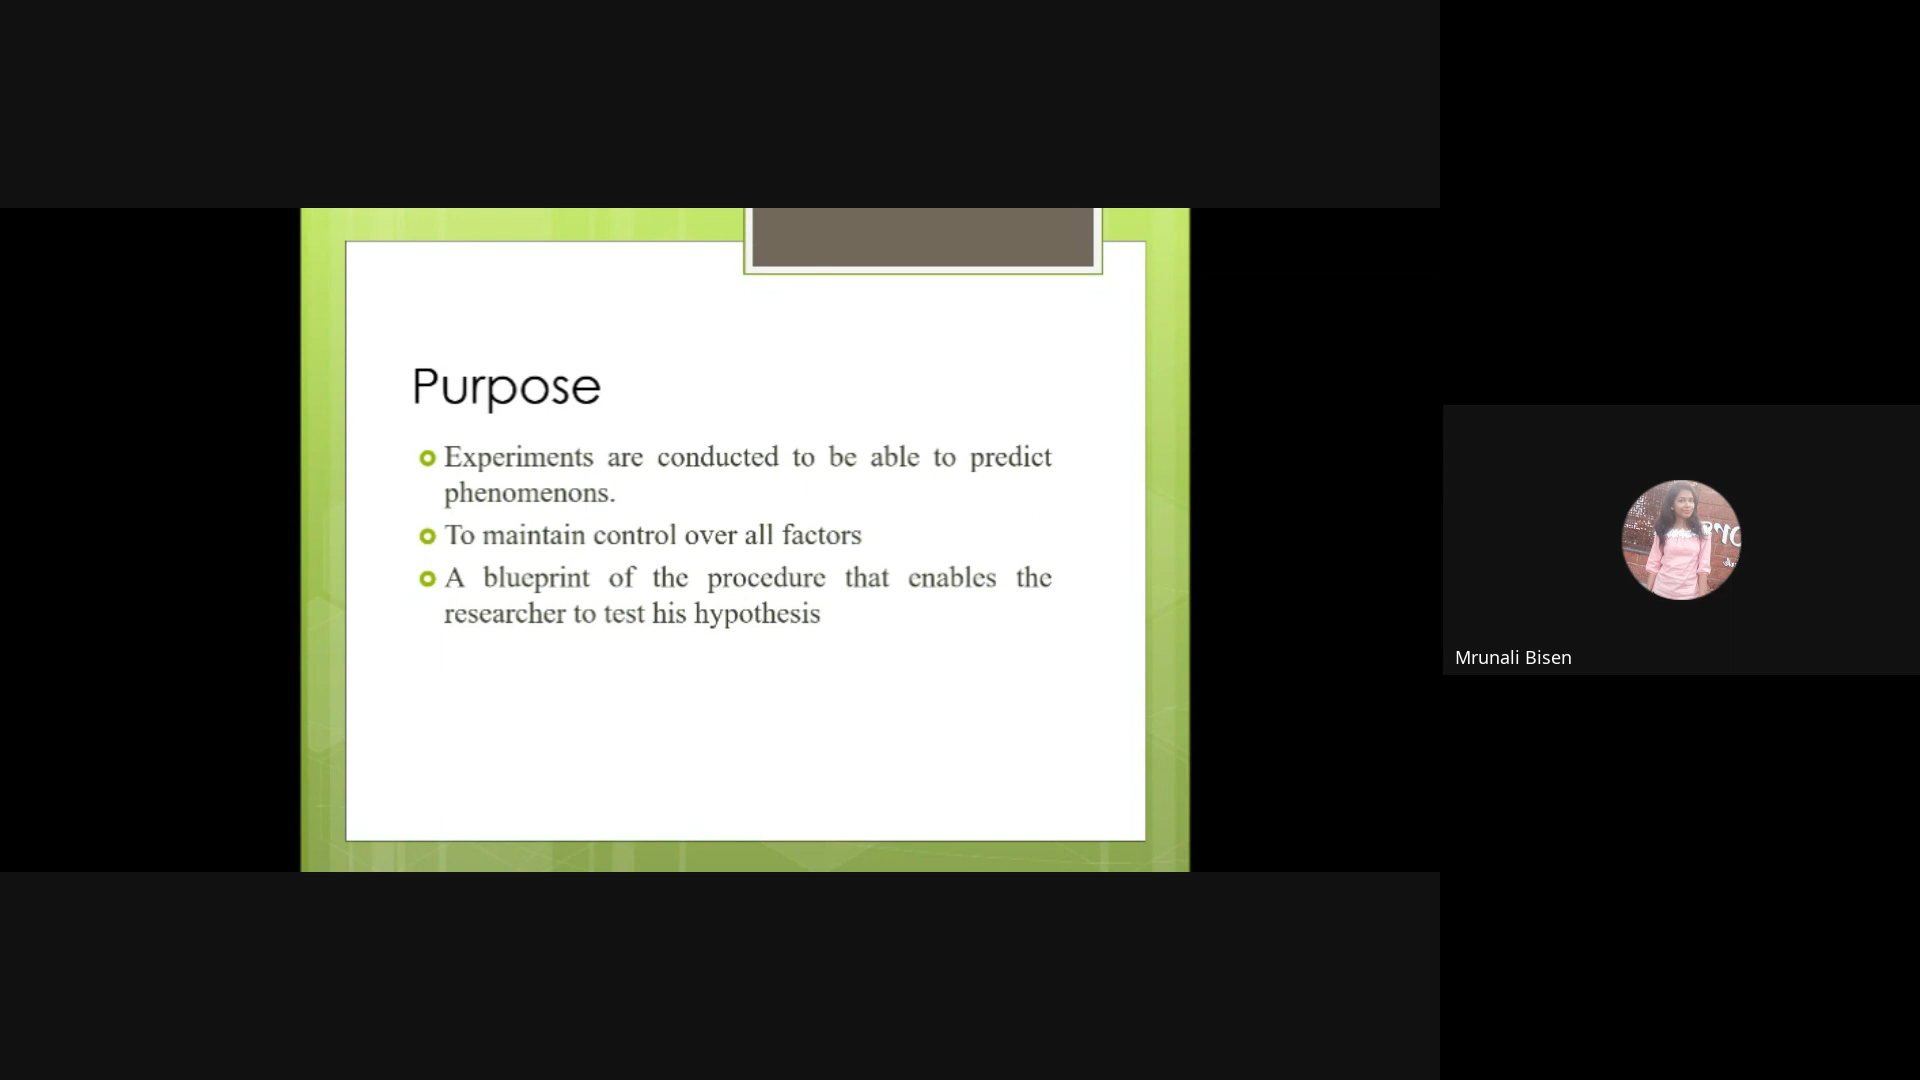 Purpose
Experiments are conducted to be able to predict
phenomenons.
To maintain control over all factors
A blueprint of the procedure that enables the
researcher to test his hypothesis
Mrunali Bisen